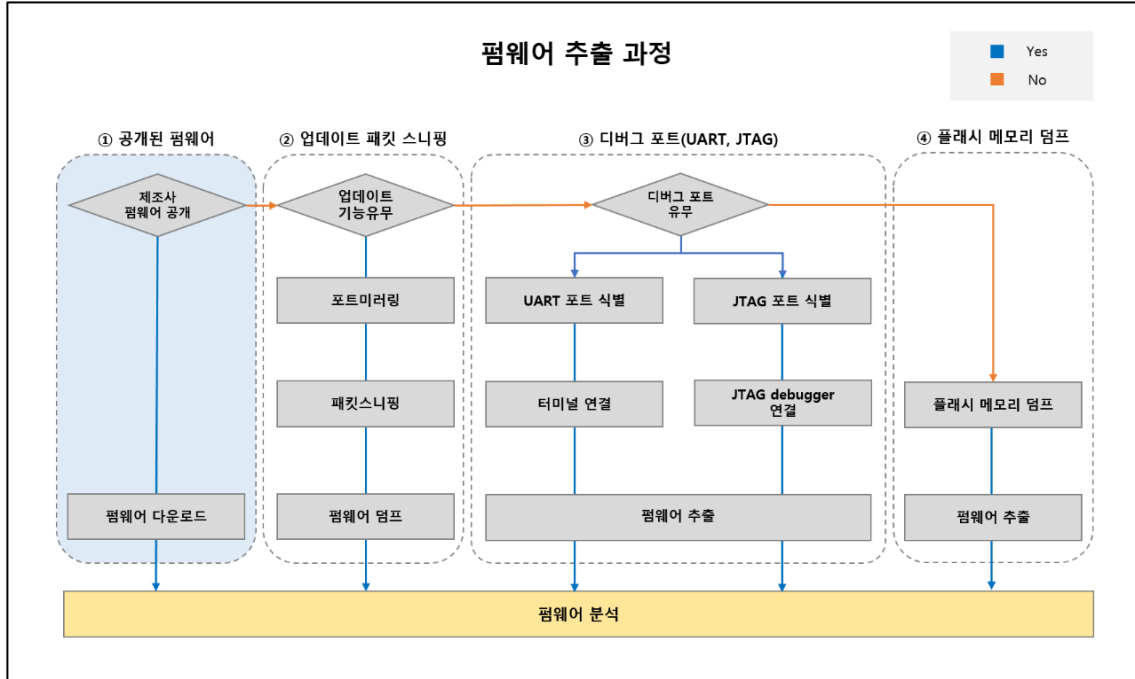 펌웨어 추출 과정
Yes
No
① 공개된 펌웨어
② 업데이트 패킷 스니핑
③ 디버그 포트(UART, JTAG)
④ 플래시 메모리 덤프
제조사
펌웨어 공개
업데이트
기능유무
디버그 포트
유무
포트미러링
UART 포트 식별
JTAG 포트 식별
패킷스니핑
터미널 연결
JTAG debugger
연결
플래시 메모리 덤프
펌웨어 다운로드
펌웨어 덤프
펌웨어 추출
펌웨어 추출
펌웨어 분석